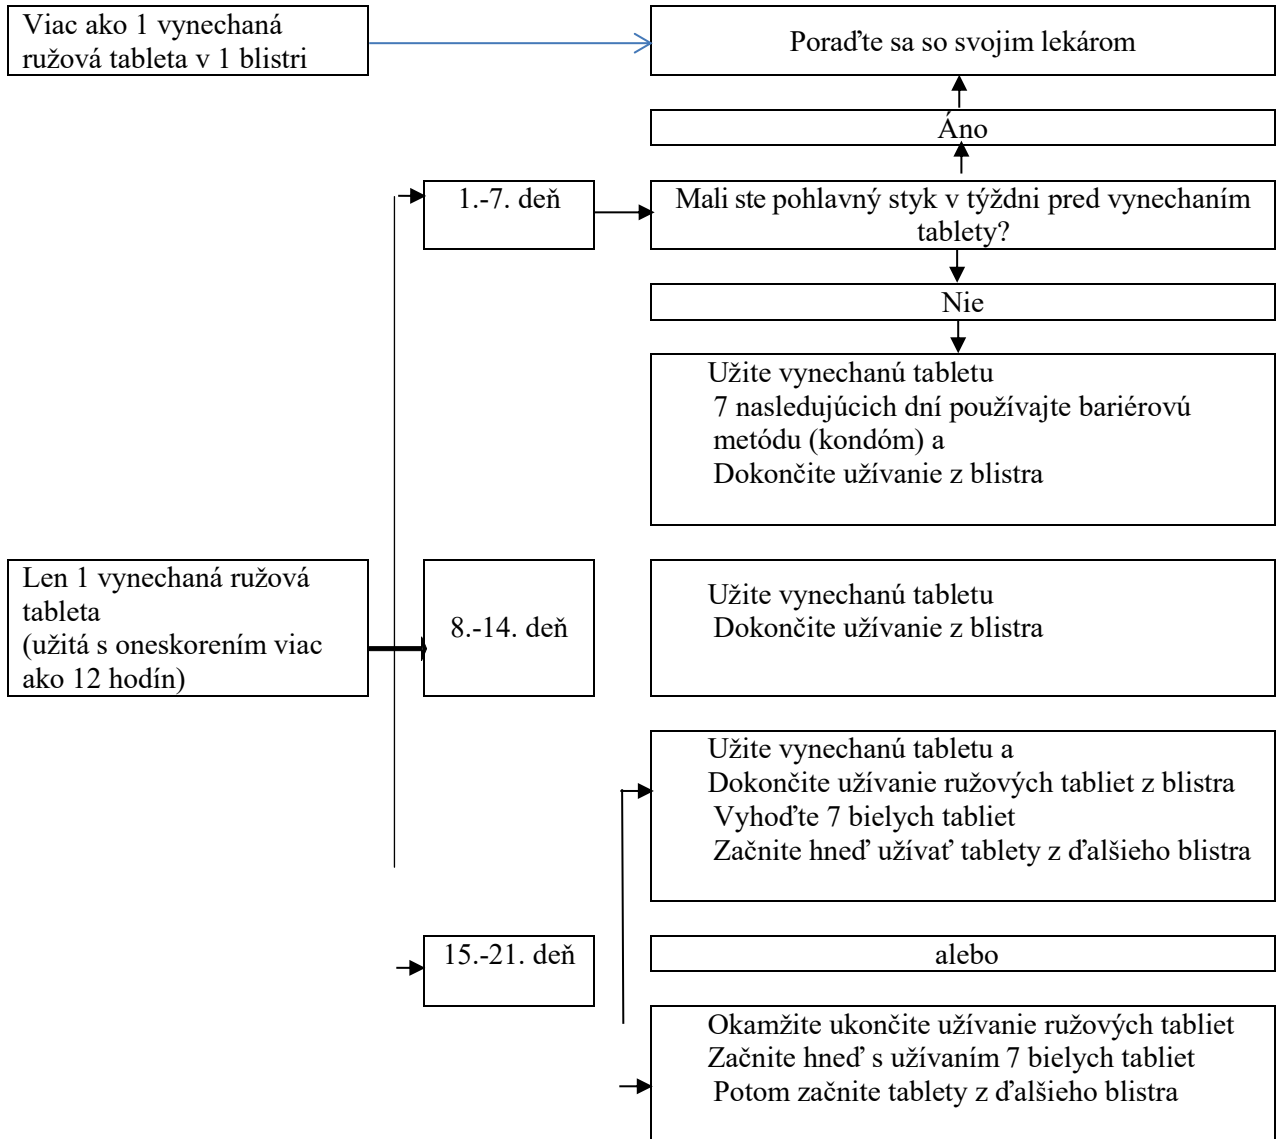 Viac ako 1 vynechaná
ružová tableta v 1 blistri
Poraďte sa so svojim lekárom
Áno
1.-7. deň
Mali ste pohlavný styk v týždni pred vynechaním
tablety?
Nie
Užite vynechanú tabletu
7 nasledujúcich dní používajte bariérovú
metódu (kondóm) a
Dokončite užívanie z blistra
Len 1 vynechaná ružová
tableta
(užitá s oneskorením viac
ako 12 hodín)
8.-14. deň
Užite vynechanú tabletu
Dokončite užívanie z blistra
Užite vynechanú tabletu a
Dokončite užívanie ružových tabliet z blistra
Vyhoďte 7 bielych tabliet
Začnite hneď užívať tablety z ďalšieho blistra
15.-21. deň
alebo
Okamžite ukončite užívanie ružových tabliet
Začnite hneď s užívaním 7 bielych tabliet
Potom začnite tablety z ďalšieho blistra